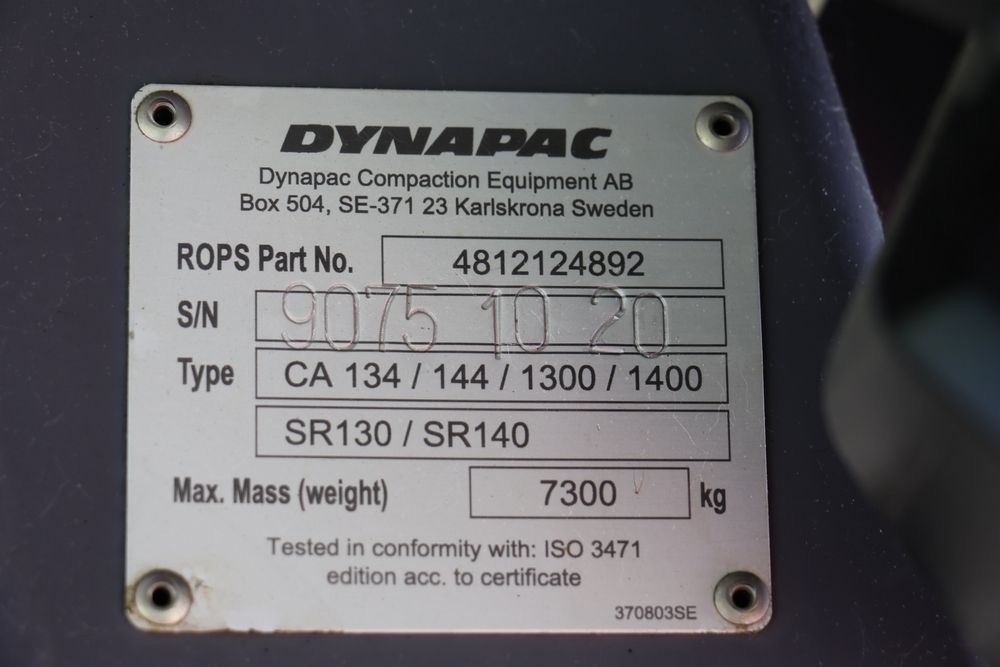 DYNAPAC
Dynapac Compaction Equipment AB
Box 504, SE-371 23 Karlskrona Sweden
ROPS Part No. 4812124892
S/N 9075 10 20
Type CA 134 / 144 / 1300 / 1400
SR130 / SR140
Max. Mass (weight) 7300 kg
Tested in conformity with: ISO 3471
edition acc. to certificate
370803SE